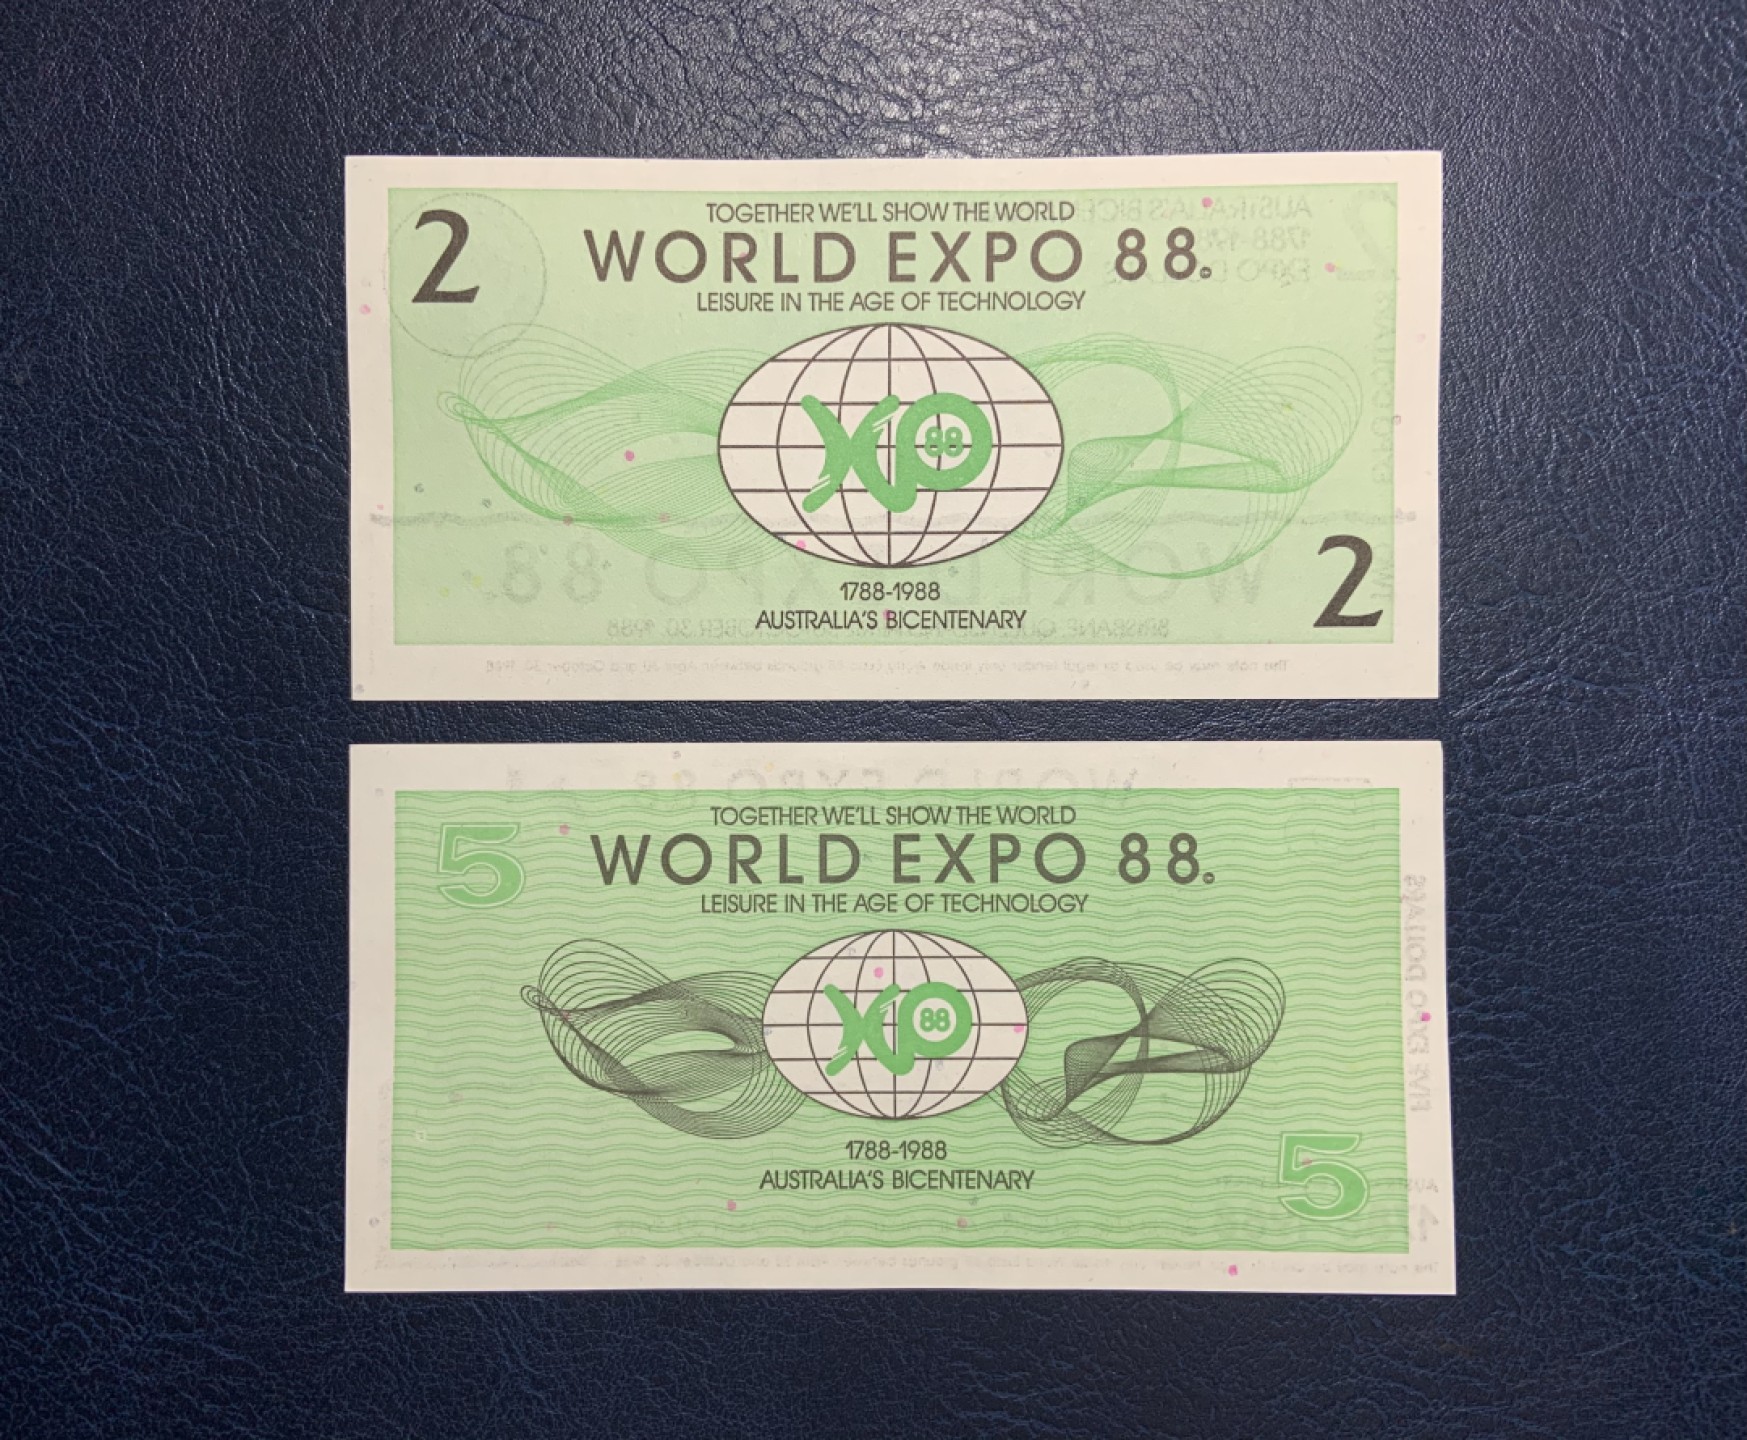 2
TOGETHER WE'LL SHOW THE WORLD
WORLD EXPO 88.
LEISURE IN THE AGE OF TECHNOLOGY
XPO
88
1788-1988
AUSTRALIA'S BICENTENARY
2
5
TOGETHER WE'LL SHOW THE WORLD
WORLD EXPO 88.
LEISURE IN THE AGE OF TECHNOLOGY
XPO
88
1788-1988
AUSTRALIA'S BICENTENARY
5